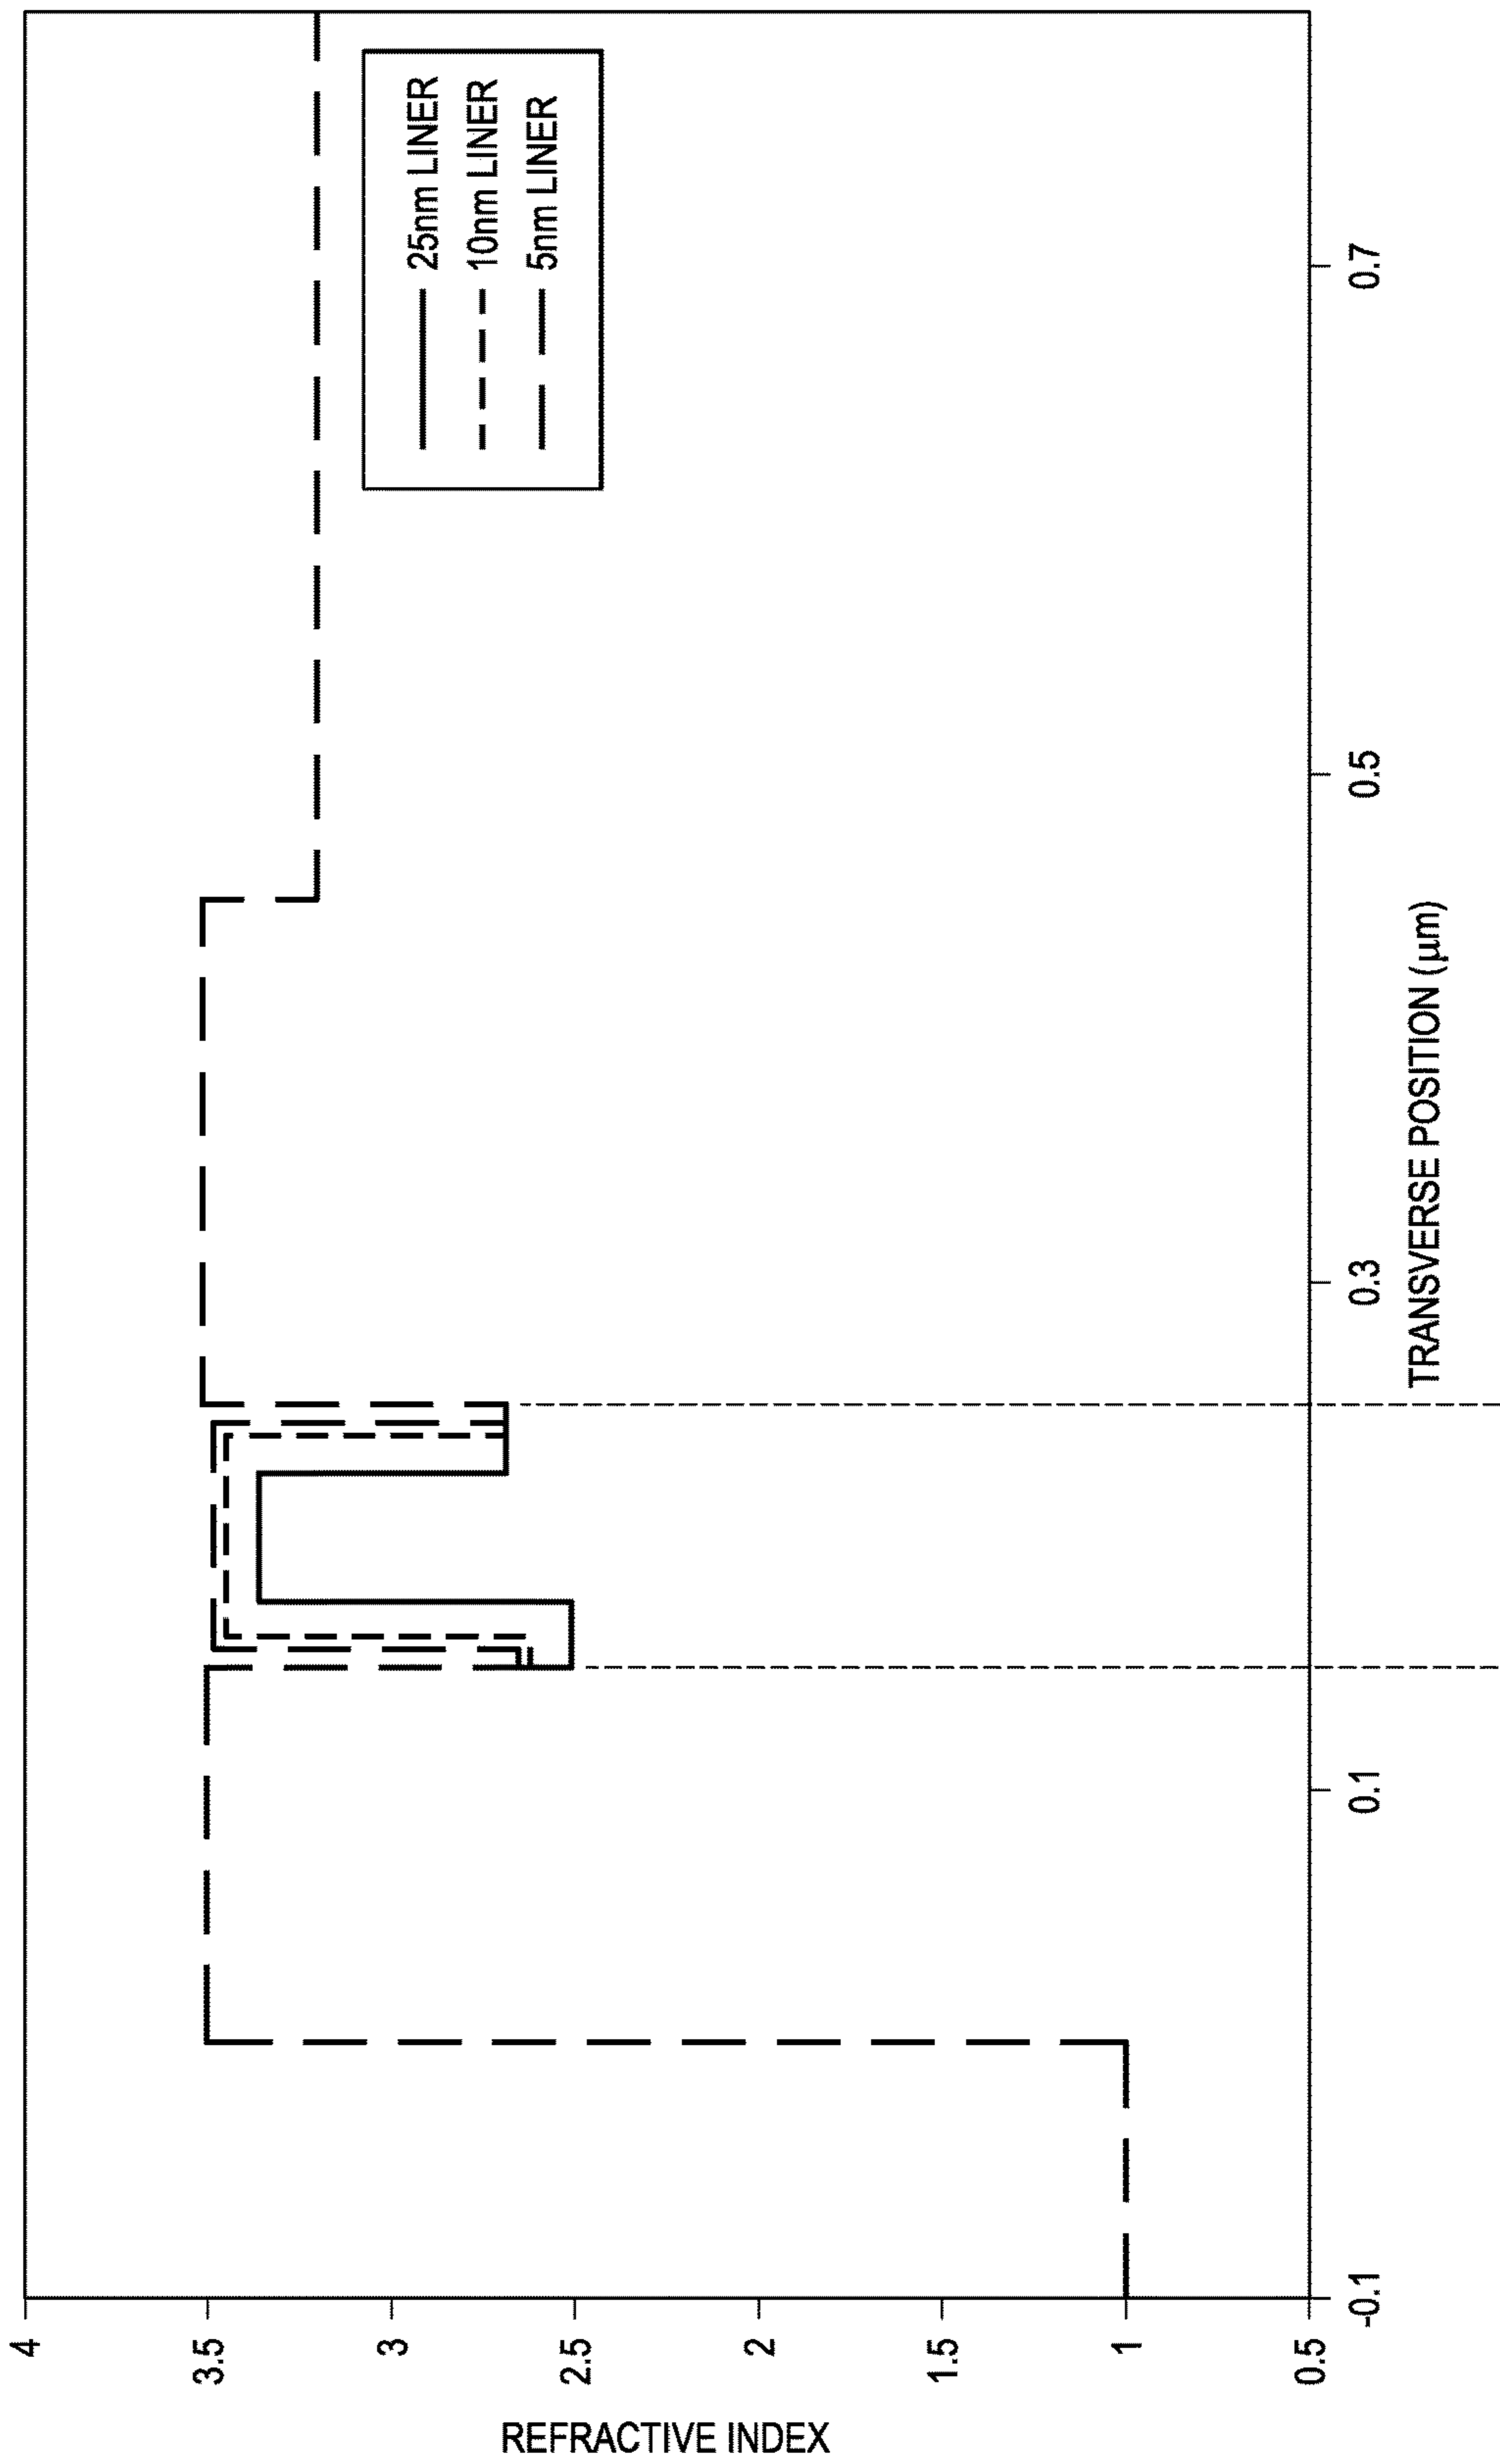 REFRACTIVE INDEX
4
3.5
3
2.5
2
1.5
1
0.5
-0.1
0.1
0.3
0.5
0.7
TRANSVERSE POSITION (μm)
25nm LINER
10nm LINER
5nm LINER